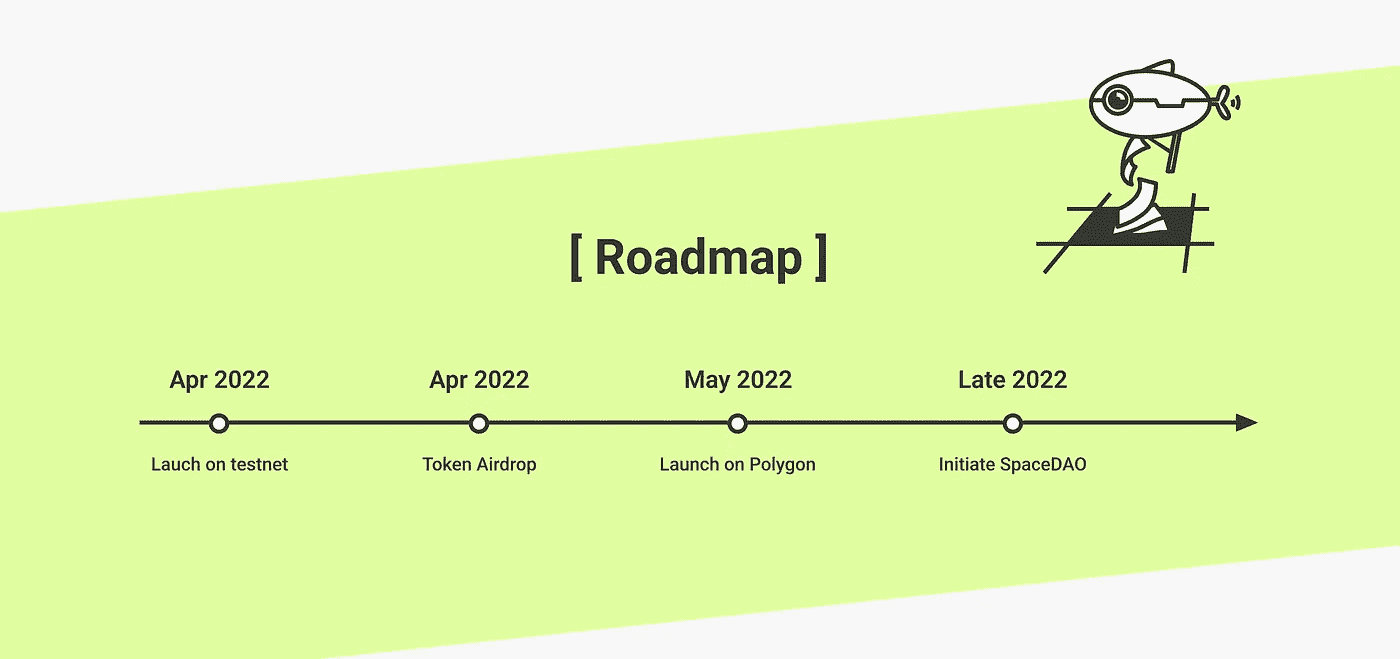 [ Roadmap ]
Apr 2022
Apr 2022
May 2022
Late 2022
Lauch on testnet
Token Airdrop
Launch on Polygon
Initiate SpaceDAO